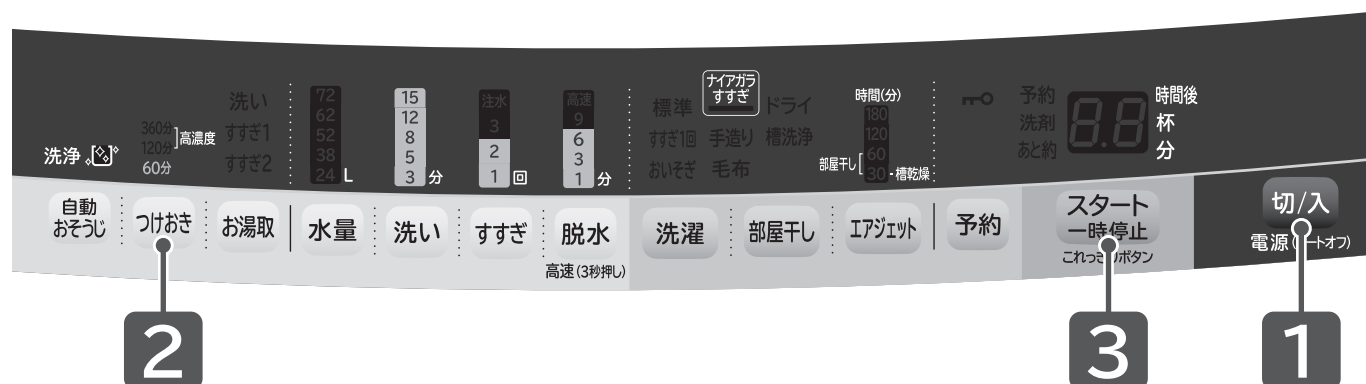 洗浄
360分
120分
60分
高濃度
洗い
すすぎ1
すすぎ2
72
62
52
38
24 L
15
12
8
5
3 分
注水
3
2
1 回
高速
9
6
3
1 分
標準
ナイアガラ
すすぎ
ドライ
すすぎ1回 手造り 槽洗浄
おいそぎ 毛布
時間(分)
180
120
60
30
部屋干し
槽乾燥
予約
洗剤
あと約
8.8
時間後
杯
分
自動
おそうじ
つけおき
お湯取
水量
洗い
すすぎ
脱水
高速(3秒押し)
洗濯
部屋干し
エアジェット
予約
スタート
一時停止
これっきりボタン
切/入
電源(オートオフ)
2
3
1